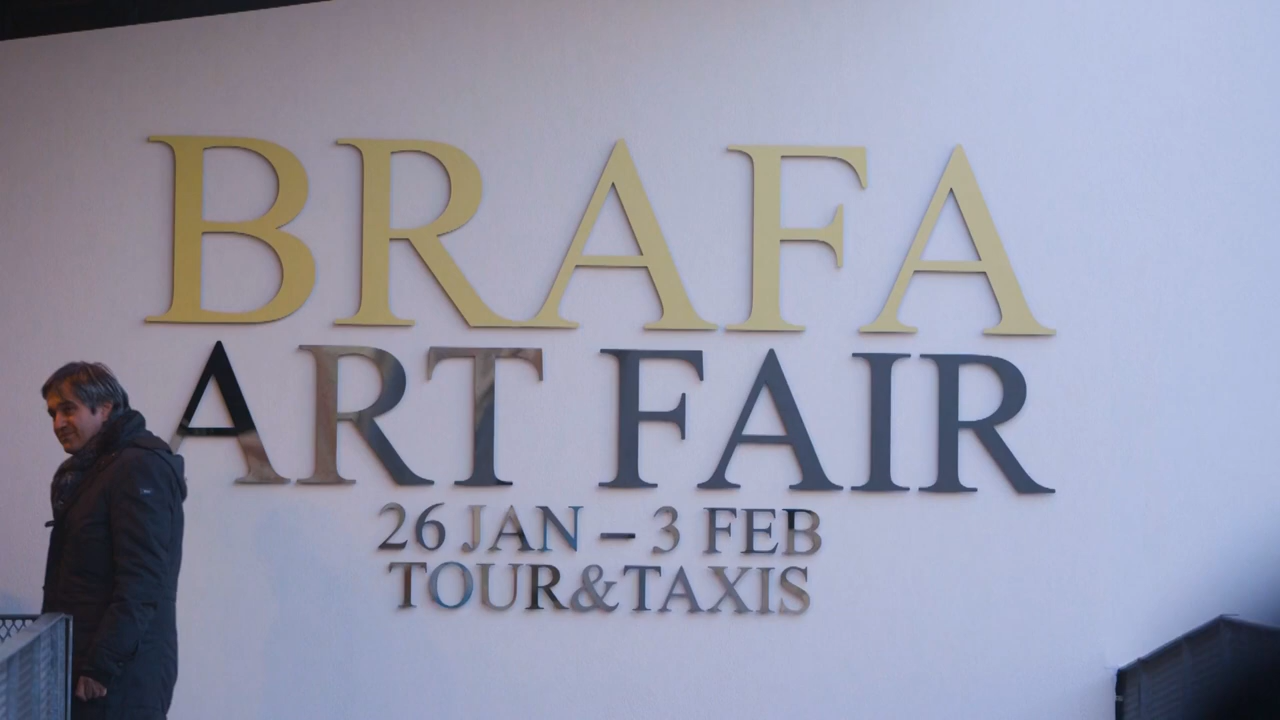 BRAFA
ART FAIR
26 JAN – 3 FEB
TOUR&TAXIS